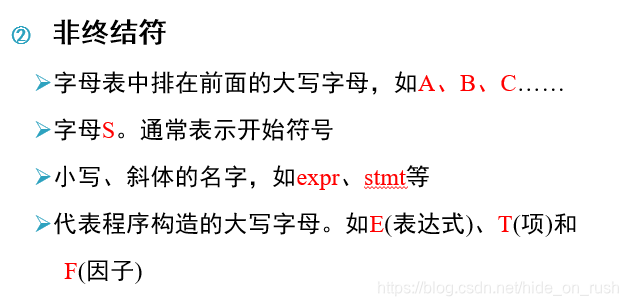 ② 非终结符
➢字母表中排在前面的大写字母，如A、B、C……
➢字母S。通常表示开始符号
➢小写、斜体的名字，如expr、stmt等
➢代表程序构造的大写字母。如E(表达式)、T(项)和
F(因子)
https://blog.csdn.net/hide_on_rush